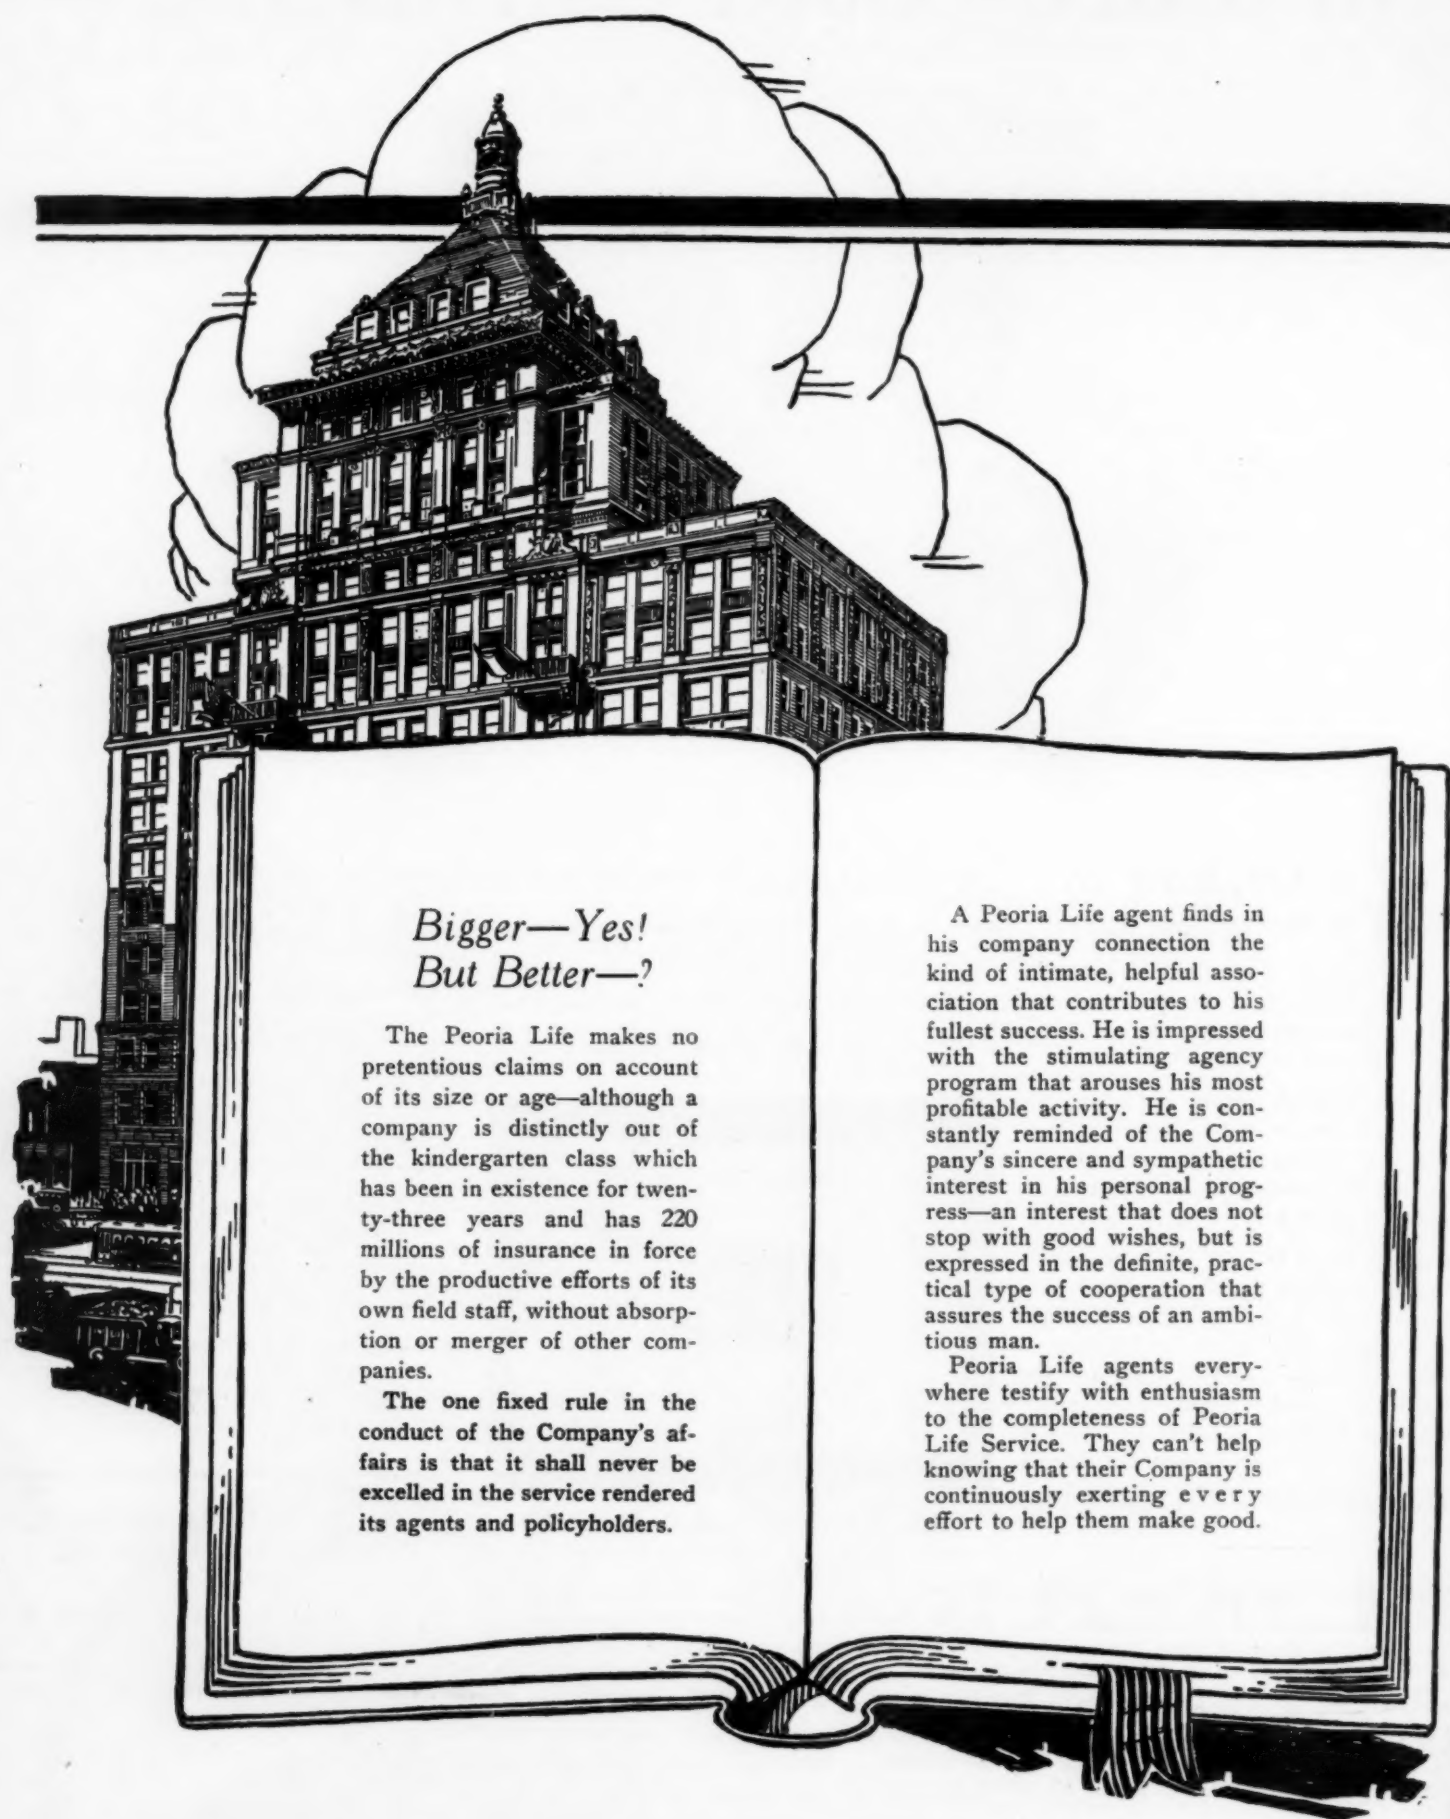 Bigger—Yes!
But Better—?
The Peoria Life makes no
pretentious claims on account
of its size or age—although a
company is distinctly out of
the kindergarten class which
has been in existence for twen-
ty-three years and has 220
millions of insurance in force
by the productive efforts of its
own field staff, without absorp-
tion or merger of other com-
panies.
The one fixed rule in the
conduct of the Company's af-
fairs is that it shall never be
excelled in the service rendered
its agents and policyholders.
A Peoria Life agent finds in
his company connection the
kind of intimate, helpful asso-
ciation that contributes to his
fullest success. He is impressed
with the stimulating agency
program that arouses his most
profitable activity. He is con-
stantly reminded of the Com-
pany's sincere and sympathetic
interest in his personal prog-
ress—an interest that does not
stop with good wishes, but is
expressed in the definite, prac-
tical type of cooperation that
assures the success of an ambi-
tious man.
Peoria Life agents every-
where testify with enthusiasm
to the completeness of Peoria
Life Service. They can't help
knowing that their Company is
continuously exerting every
effort to help them make good.